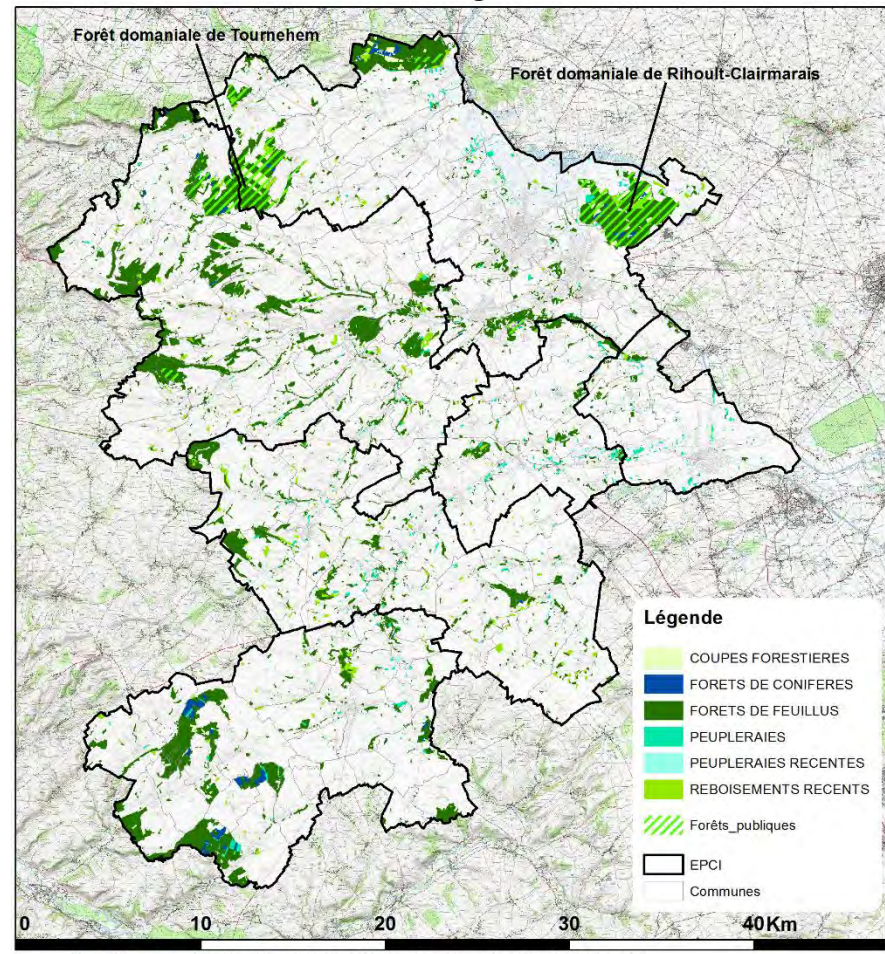 Forêt domaniale de Tournehem
Forêt domaniale de Rihoult-Clairmarais
Légende
COUPES FORESTIERES
FORETS DE CONIFERES
FORETS DE FEUILLUS
PEUPLERAIES
PEUPLERAIES RECENTES
REBOISEMENTS RECENTS
Forêts_publiques
EPCI
Communes
0 10 20 30 40Km